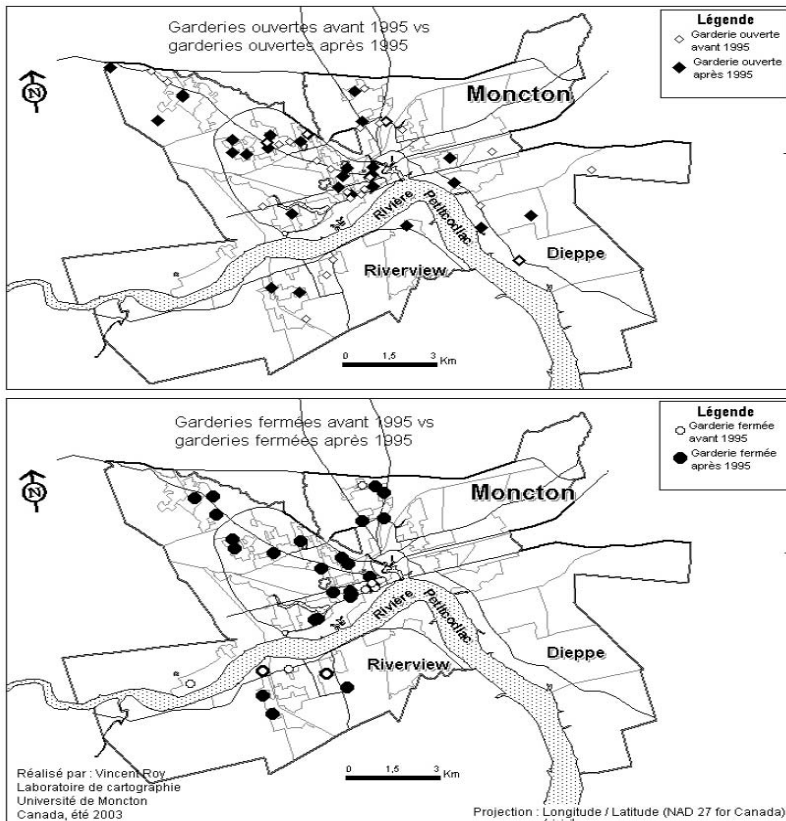 Garderies ouvertes avant 1995 vs
garderies ouvertes après 1995
Légende
Garderie ouverte
avant 1995
Garderie ouverte
après 1995
N
Moncton
Rivière
Petitcodiac
Dieppe
Riverview
0 1,5 3
Km
Garderies fermées avant 1995 vs
garderies fermées après 1995
Légende
Garderie fermée
avant 1995
Garderie fermée
après 1995
N
Moncton
Rivière
Petitcodiac
Dieppe
Riverview
0 1,5 3
Km
Réalisé par : Vincent Roy
Laboratoire de cartographie
Université de Moncton
Canada, été 2003
Projection : Longitude / Latitude (NAD 27 for Canada)